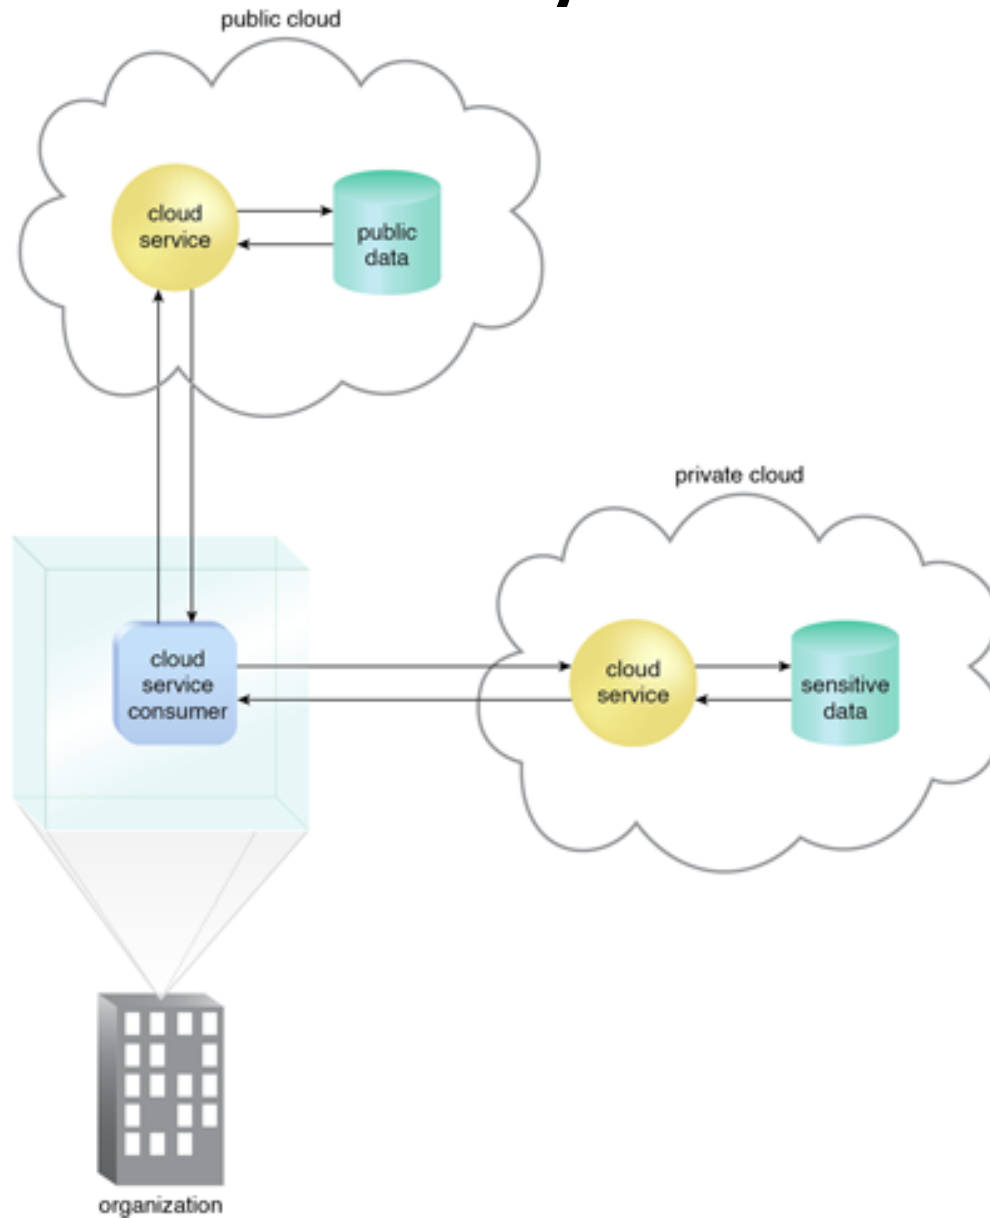 public cloud
cloud
service
public
data
private cloud
cloud
service
consumer
cloud
service
sensitive
data
organization